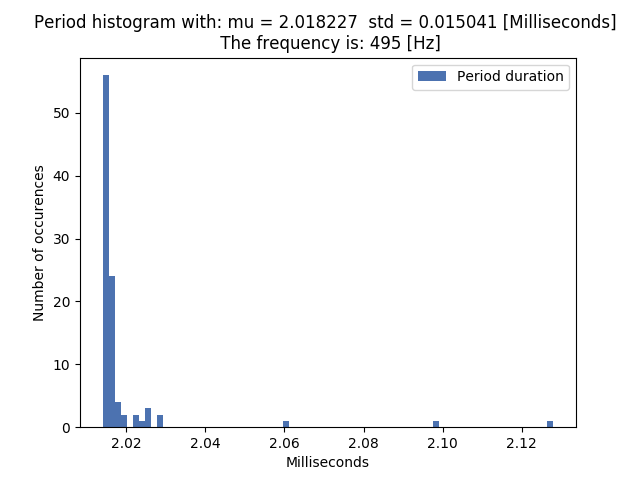 Period histogram with: mu = 2.018227  std = 0.015041 [Milliseconds]
The frequency is: 495 [Hz]
Period duration
Number of occurences
50
40
30
20
10
0
2.02 2.04 2.06 2.08 2.10 2.12
Milliseconds